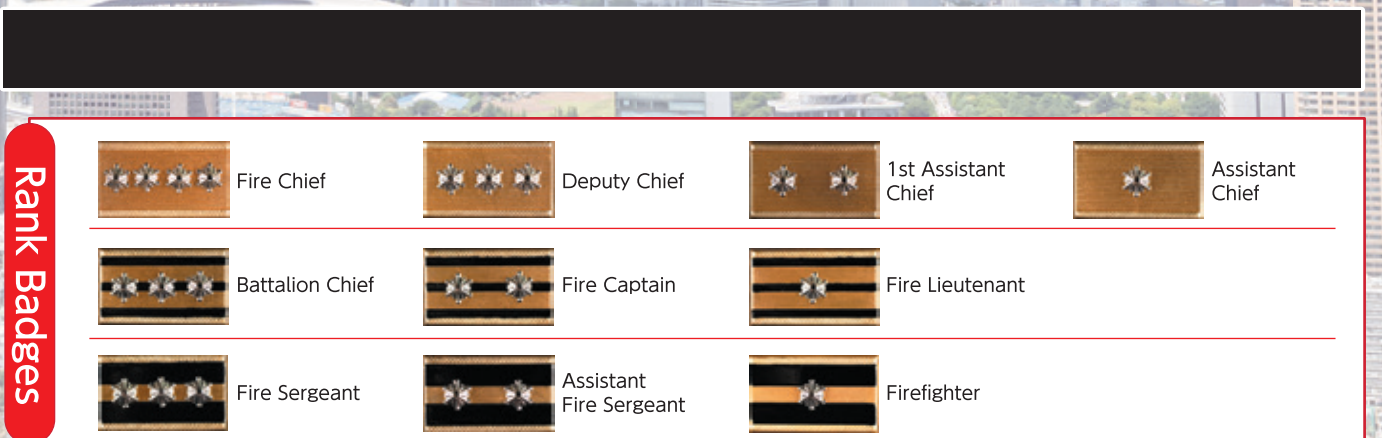 Rank Badges
Fire Chief
Deputy Chief
1st Assistant
Chief
Assistant
Chief
Battalion Chief
Fire Captain
Fire Lieutenant
Fire Sergeant
Assistant
Fire Sergeant
Firefighter